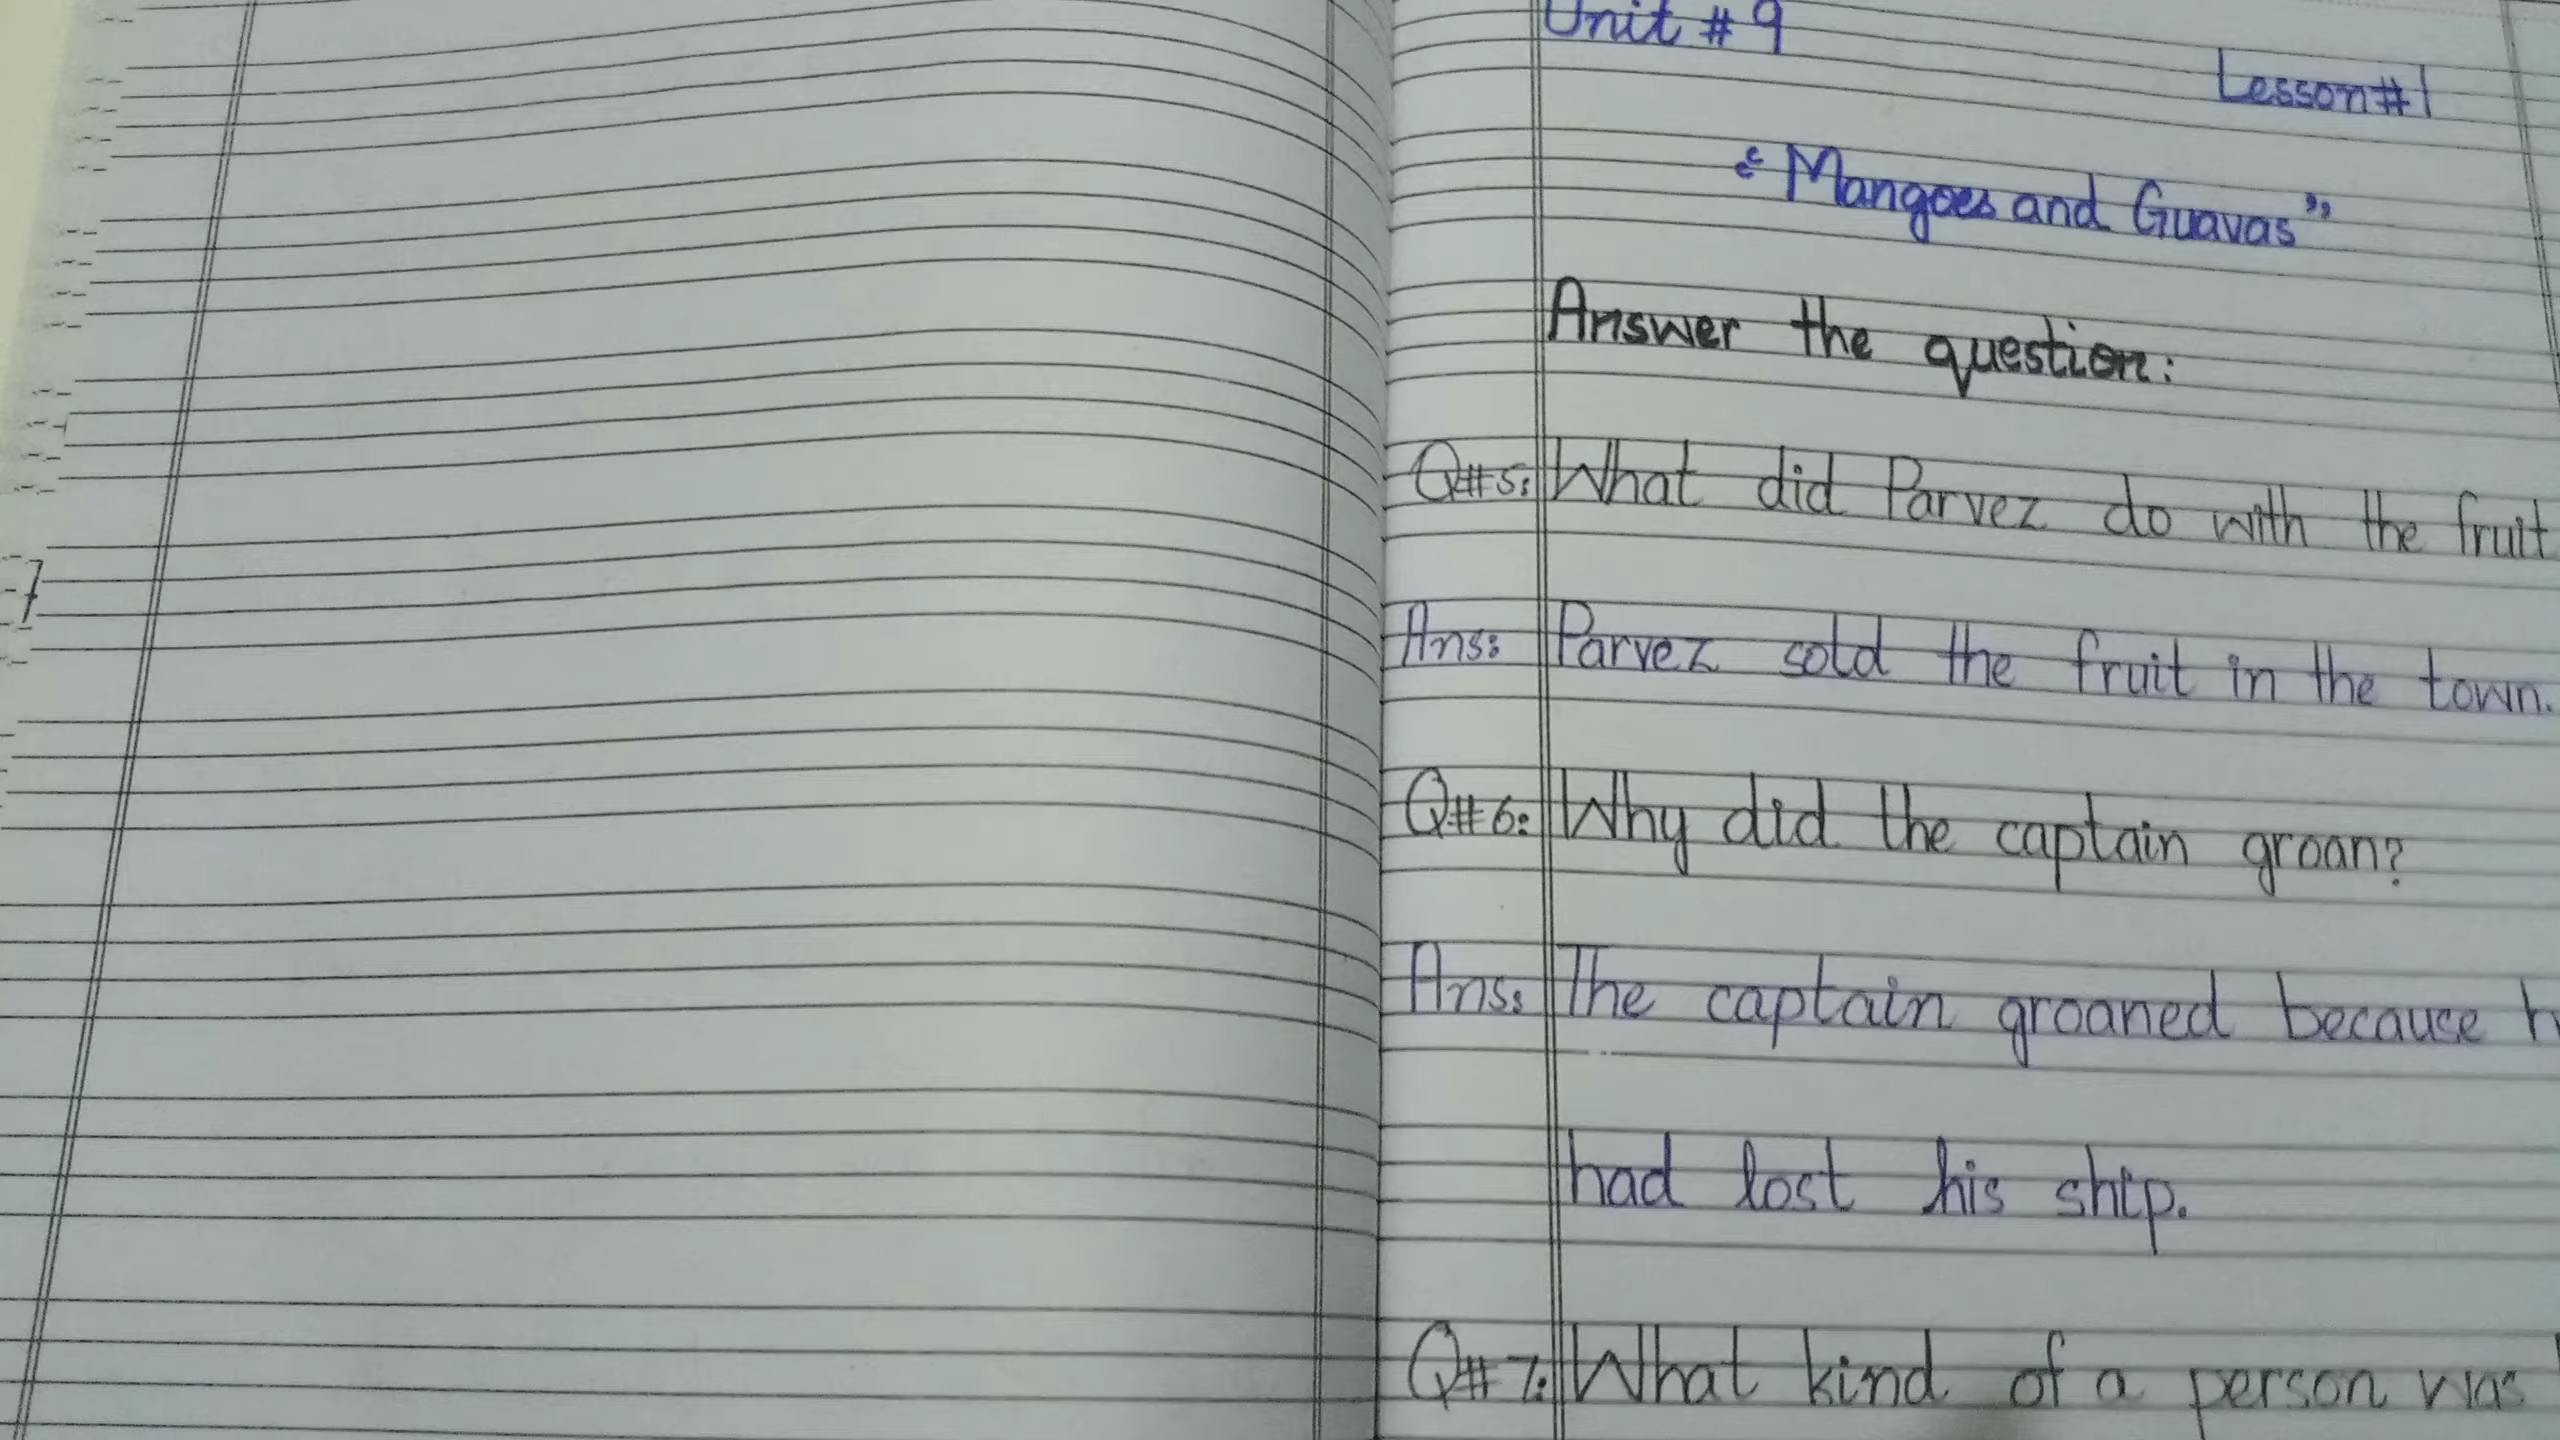 Unit # 9
Lesson # 1
“Mangoes and Guavas”
Answer the question:
Q#5: What did Parvez do with the fruit
Ans: Parvez sold the fruit in the town.
Q#6: Why did the captain groan?
Ans: The captain groaned because
had lost his ship.
Q#7: What kind of a person was